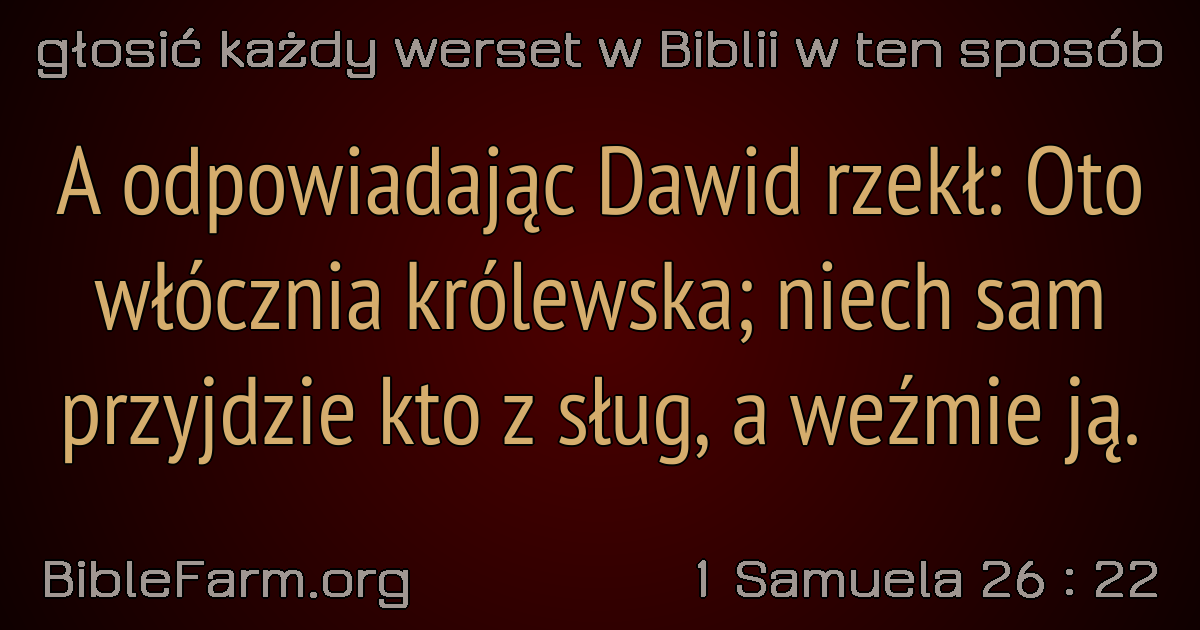 głosić każdy werset w Biblii w ten sposób
A odpowiadając Dawid rzekł: Oto
włócznia królewska; niech sam
przyjdzie kto z sług, a weźmie ją.
BibleFarm.org
1 Samuela 26 : 22